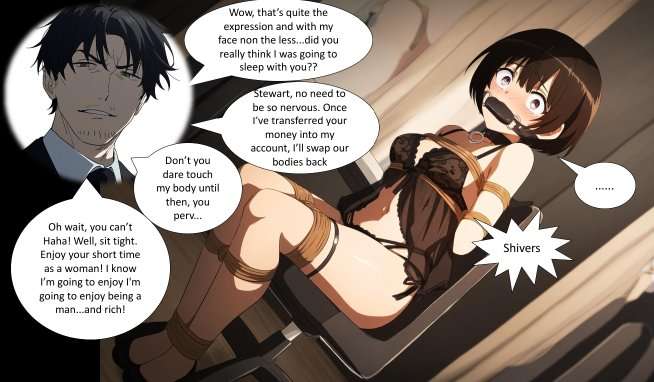 Wow, that's quite the
expression and with my
face non the less...did you
really think I was going to
sleep with you??
Stewart, no need to
be so nervous. Once
I've transferred your
money into my
account, I'll swap our
bodies back
Don't you
dare touch
my body until
then, you
perv...
Oh wait, you can't
Haha! Well, sit tight.
Enjoy your short time
as a woman! I know
I'm going to enjoy I'm
going to enjoy being a
man...and rich!
......
Shivers